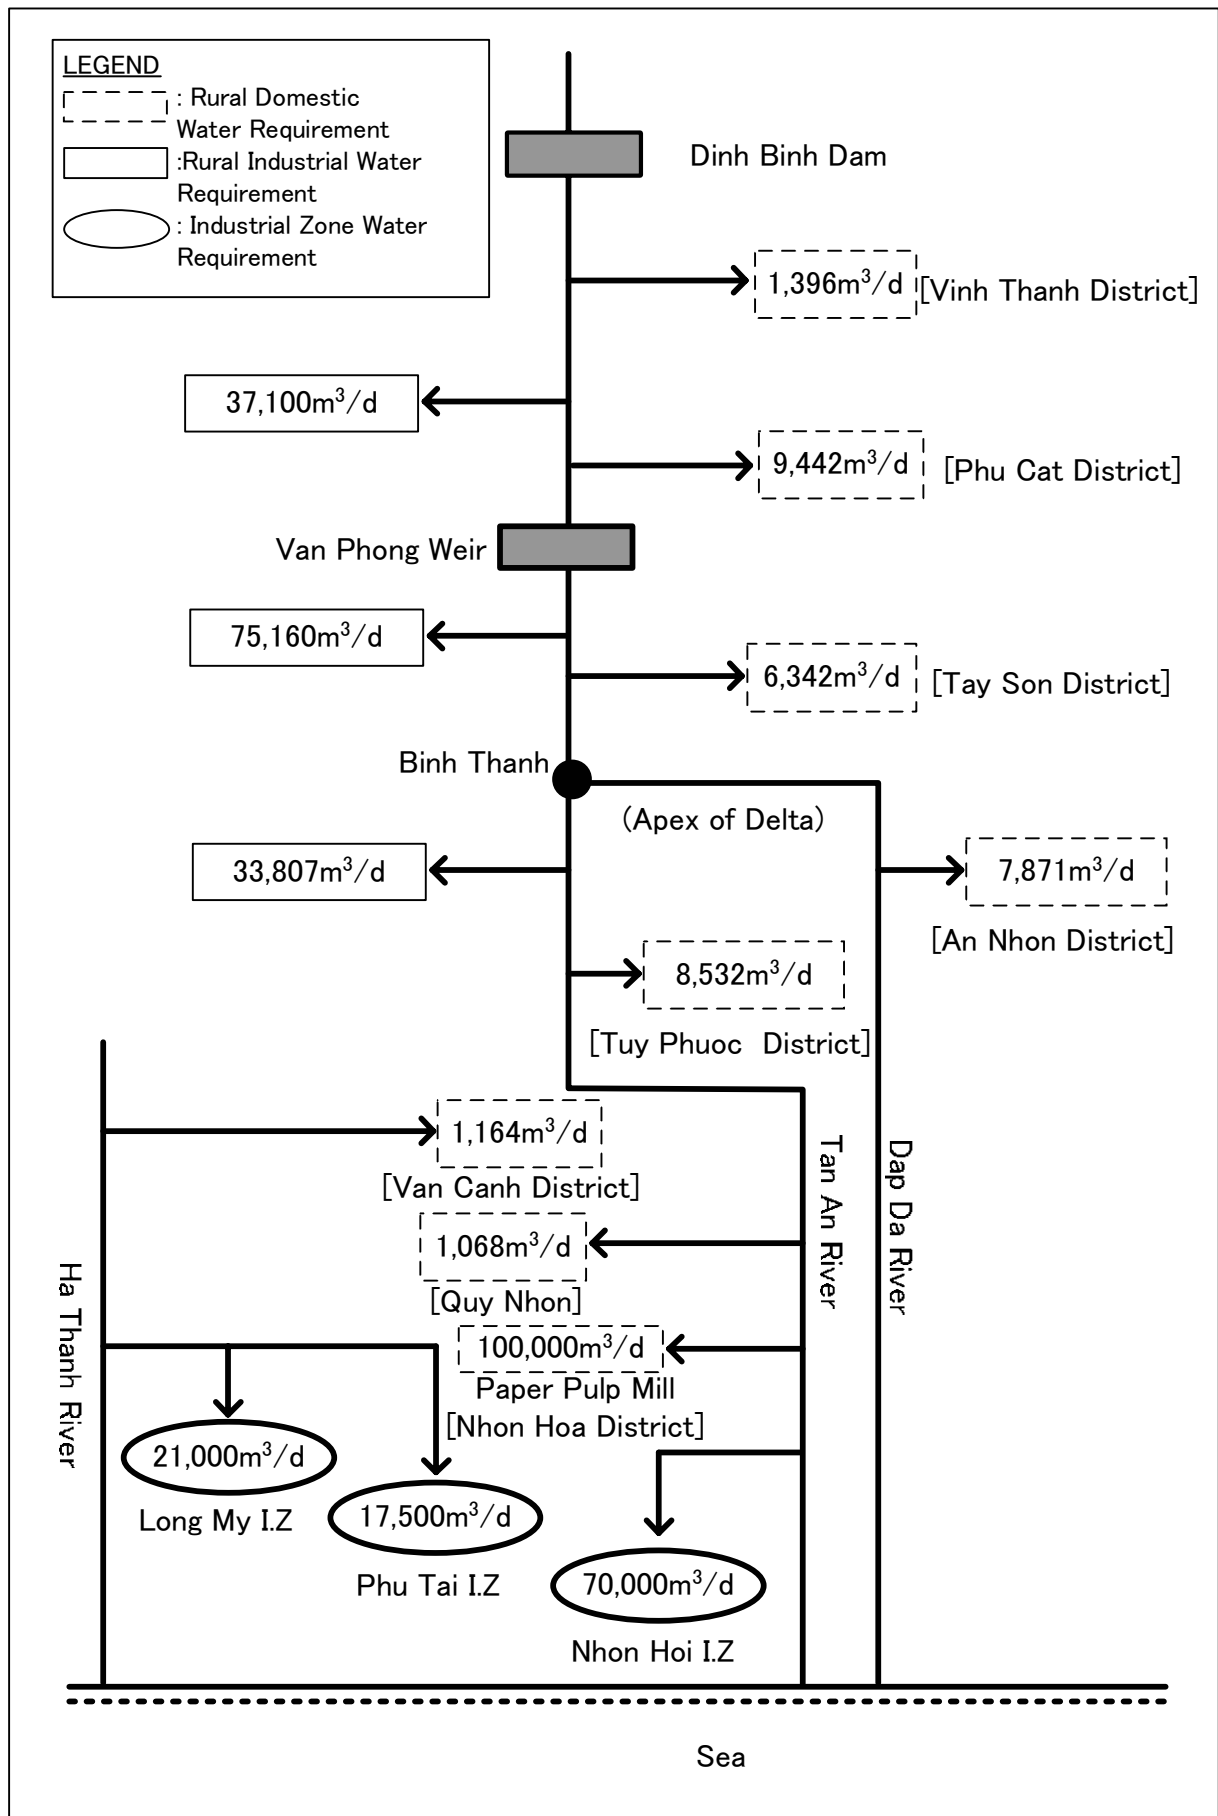 LEGEND
: Rural Domestic
Water Requirement
:Rural Industrial Water
Requirement
: Industrial Zone Water
Requirement
Dinh Binh Dam
1,396m³/d
[Vinh Thanh District]
37,100m³/d
9,442m³/d
[Phu Cat District]
Van Phong Weir
75,160m³/d
6,342m³/d
[Tay Son District]
Binh Thanh
(Apex of Delta)
33,807m³/d
7,871m³/d
[An Nhon District]
8,532m³/d
[Tuy Phuoc District]
1,164m³/d
[Van Canh District]
Tan An River
Dap Da River
1,068m³/d
[Quy Nhon]
Ha Thanh River
100,000m³/d
Paper Pulp Mill
[Nhon Hoa District]
21,000m³/d
Long My I.Z
17,500m³/d
Phu Tai I.Z
70,000m³/d
Nhon Hoi I.Z
Sea